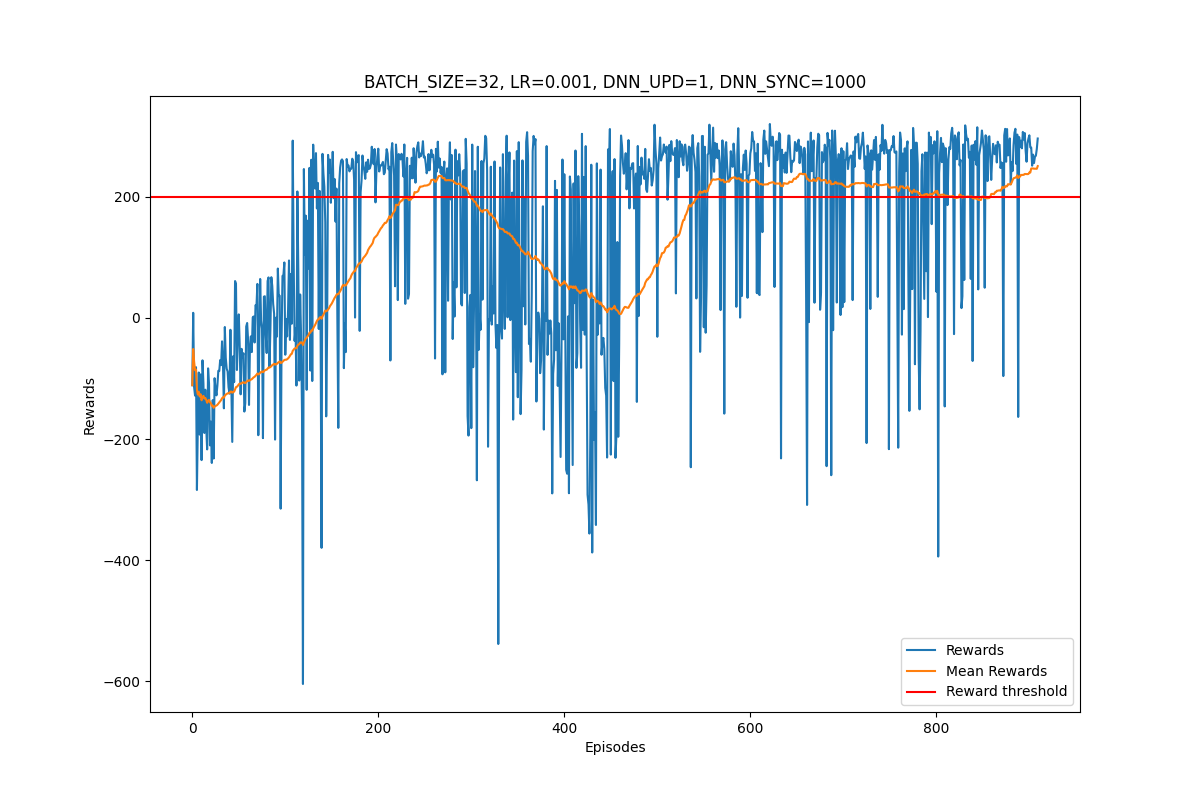 BATCH_SIZE=32, LR=0.001, DNN_UPD=1, DNN_SYNC=1000
Rewards
200
0
−200
−400
−600
0
200
400
600
800
Episodes
Rewards
Mean Rewards
Reward threshold